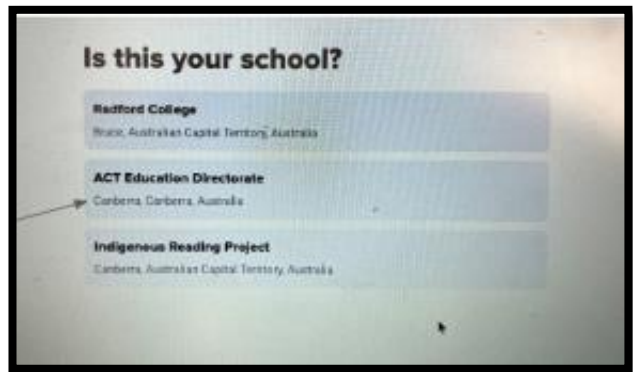 Is this your school?
Radford College
Bruce, Australian Capital Territory, Australia
ACT Education Directorate
Canberra, Canberra, Australia
Indigenous Reading Project
Canberra, Australian Capital Territory, Australia